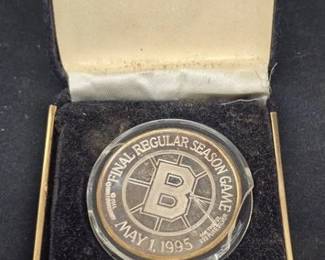 FINAL REGULAR SEASON GAME
B
MAY 1, 1995